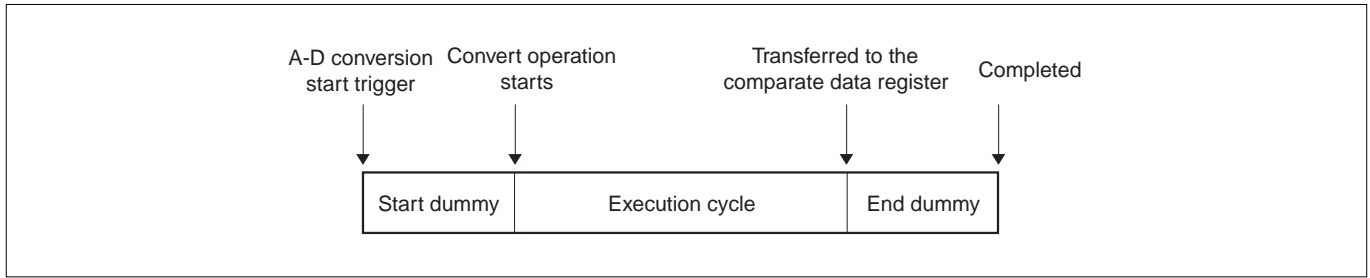 A-D conversion
start trigger
Convert operation
starts
Transferred to the
comparate data register
Completed
Start dummy
Execution cycle
End dummy